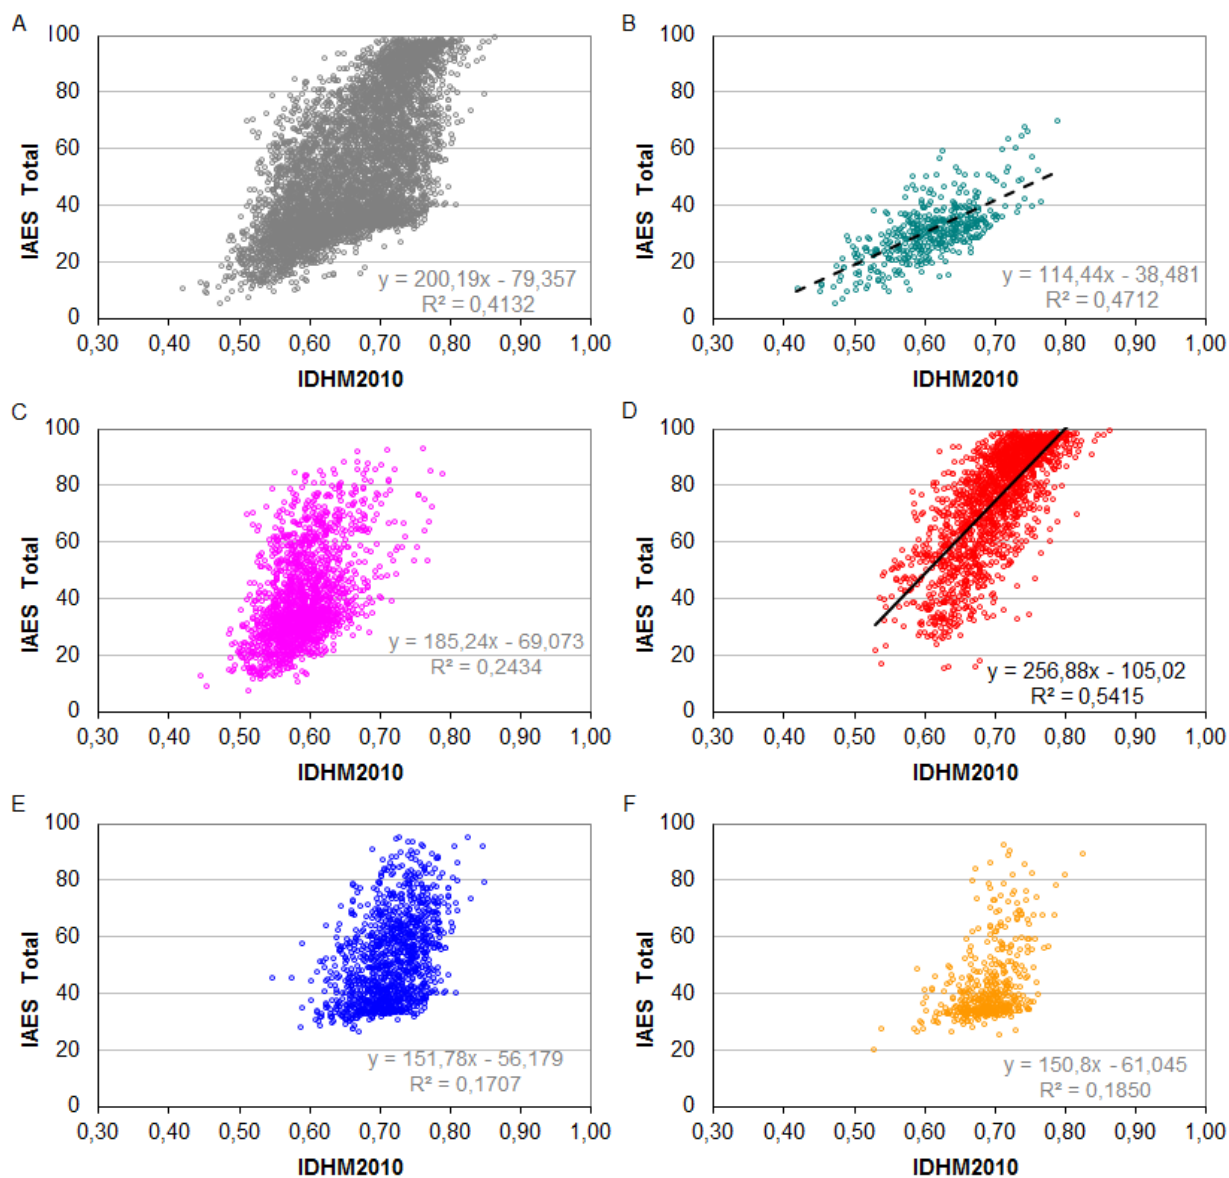 A
IAES Total
100
80
60
40
20
0
y = 200,19x - 79,357
R² = 0,4132
0,30 0,40 0,50 0,60 0,70 0,80 0,90 1,00
IDHM2010
B
IAES Total
100
80
60
40
20
0
y = 114,44x - 38,481
R² = 0,4712
0,30 0,40 0,50 0,60 0,70 0,80 0,90 1,00
IDHM2010
C
IAES Total
100
80
60
40
20
0
y = 185,24x - 69,073
R² = 0,2434
0,30 0,40 0,50 0,60 0,70 0,80 0,90 1,00
IDHM2010
D
IAES Total
100
80
60
40
20
0
y = 256,88x - 105,02
R² = 0,5415
0,30 0,40 0,50 0,60 0,70 0,80 0,90 1,00
IDHM2010
E
IAES Total
100
80
60
40
20
0
y = 151,78x - 56,179
R² = 0,1707
0,30 0,40 0,50 0,60 0,70 0,80 0,90 1,00
IDHM2010
F
IAES Total
100
80
60
40
20
0
y = 150,8x - 61,045
R² = 0,1850
0,30 0,40 0,50 0,60 0,70 0,80 0,90 1,00
IDHM2010